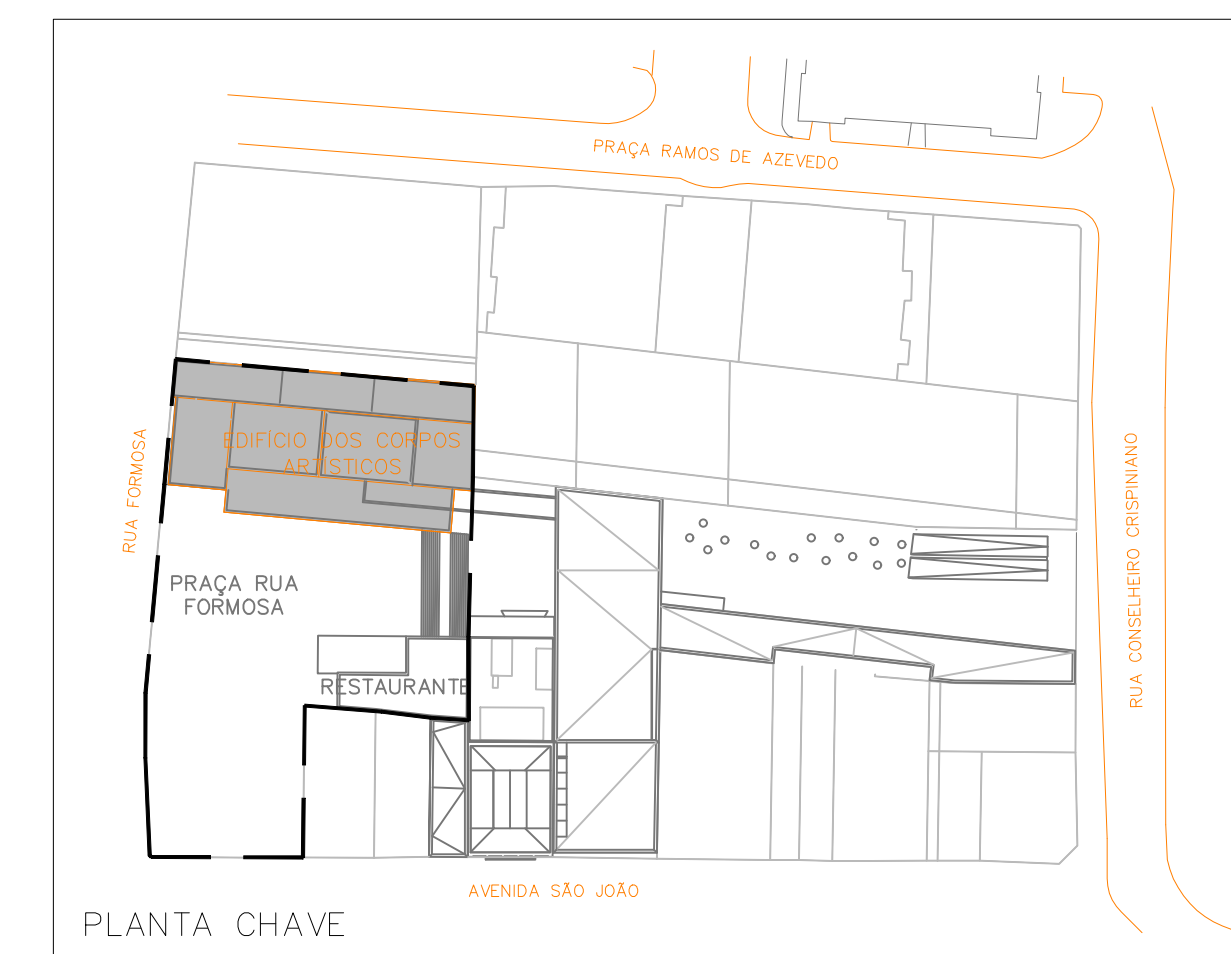 PRAÇA RAMOS DE AZEVEDO
EDIFÍCIO DOS CORPOS
ARTÍSTICOS
RUA FORMOSA
PRAÇA RUA
FORMOSA
RESTAURANTE
RUA CONSELHEIRO CRISPINIANO
AVENIDA SÃO JOÃO
PLANTA CHAVE